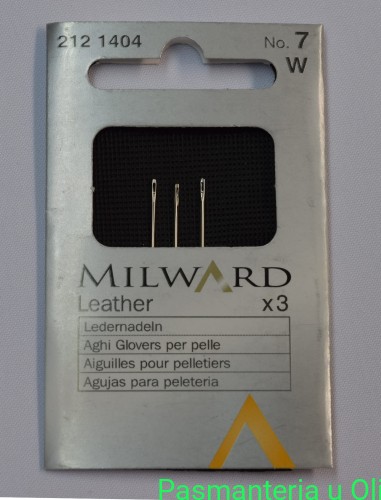 212 1404 No. 7
W
MILWARD
Leather x3
Ledernadeln
Aghi Glovers per pelle
Aiguilles pour pelletiers
Agujas para peleteria
Pasmanteria u Oli